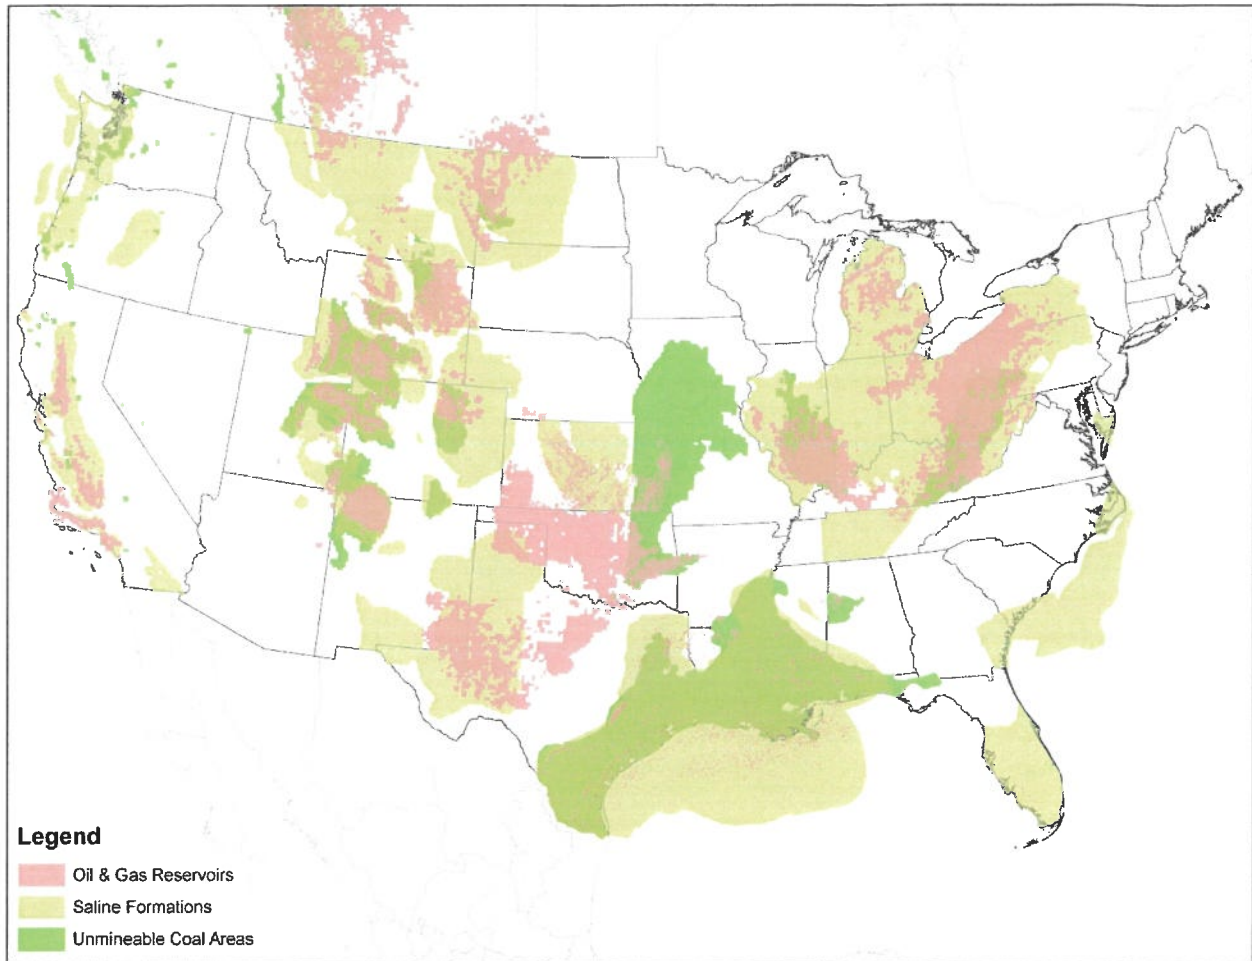 Legend
Oil & Gas Reservoirs
Saline Formations
Unmineable Coal Areas